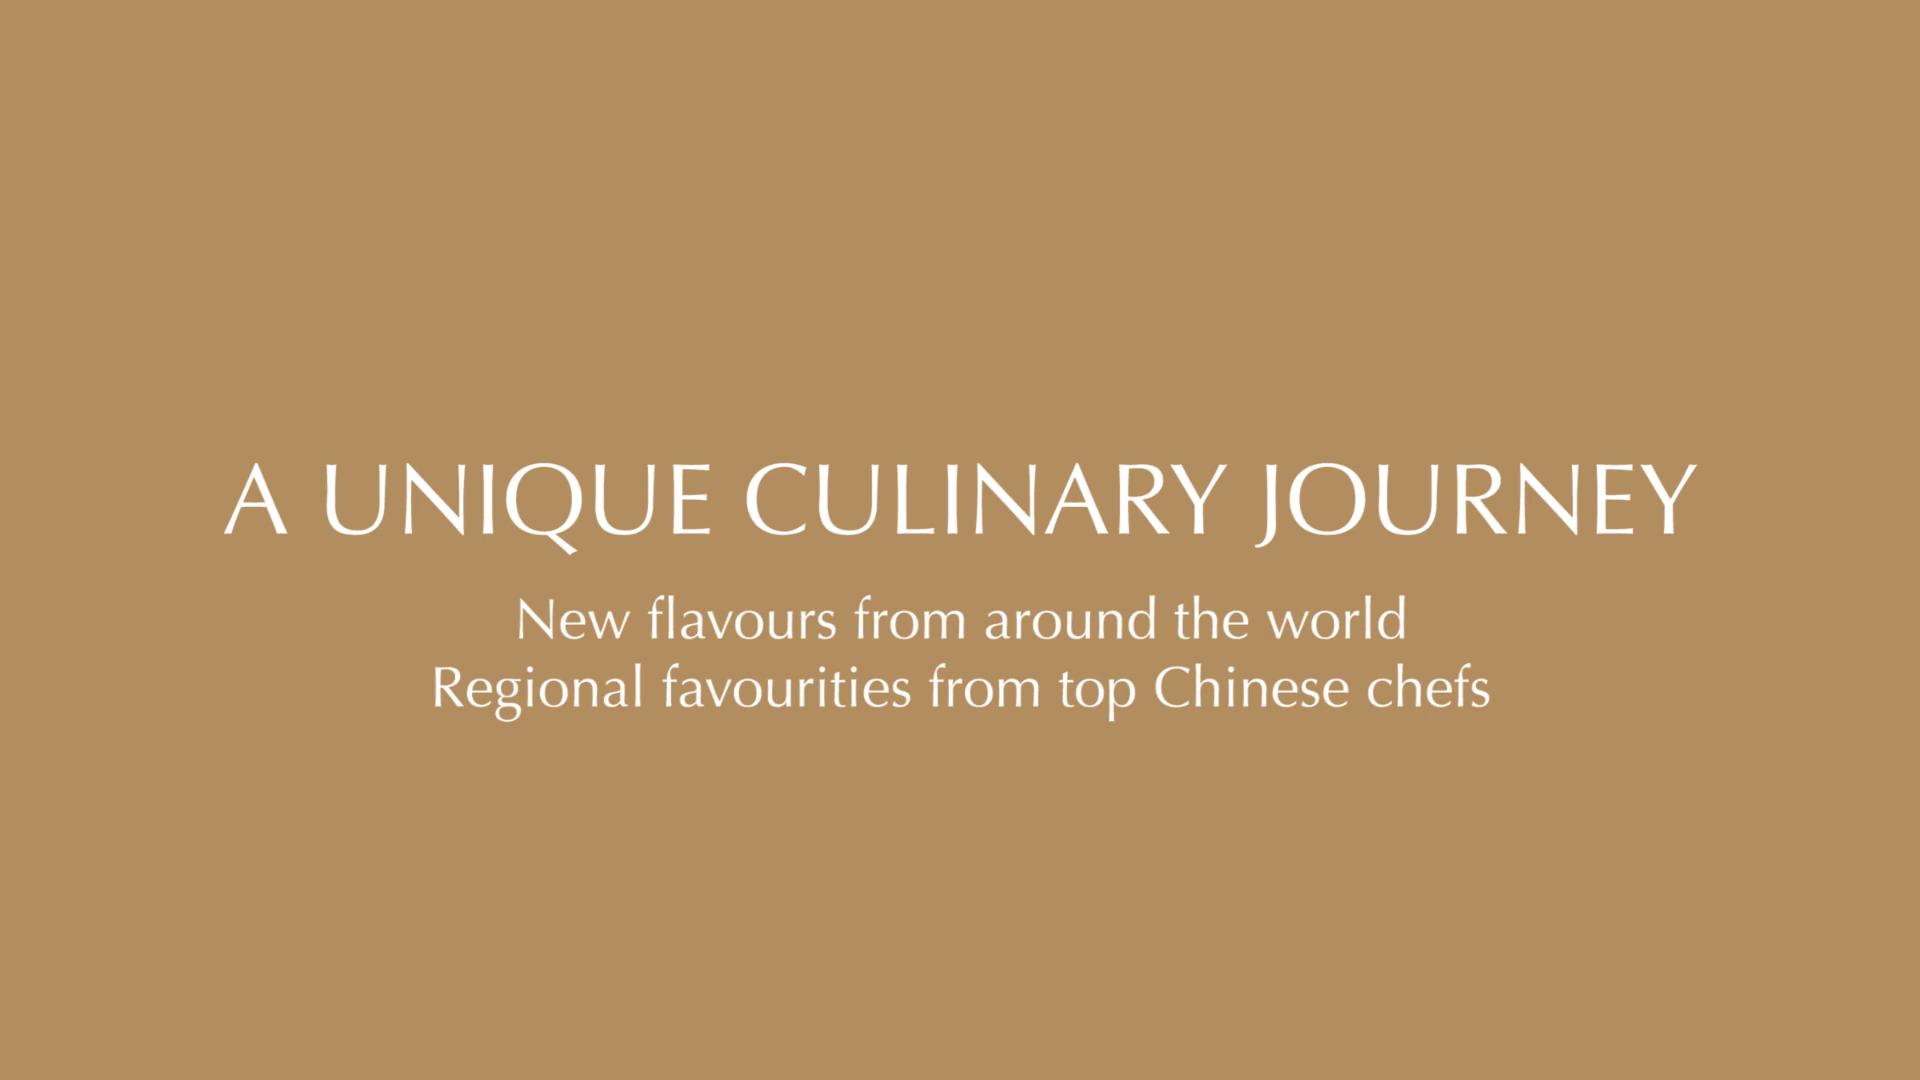 A UNIQUE CULINARY JOURNEY
New flavours from around the world
Regional favourities from top Chinese chefs